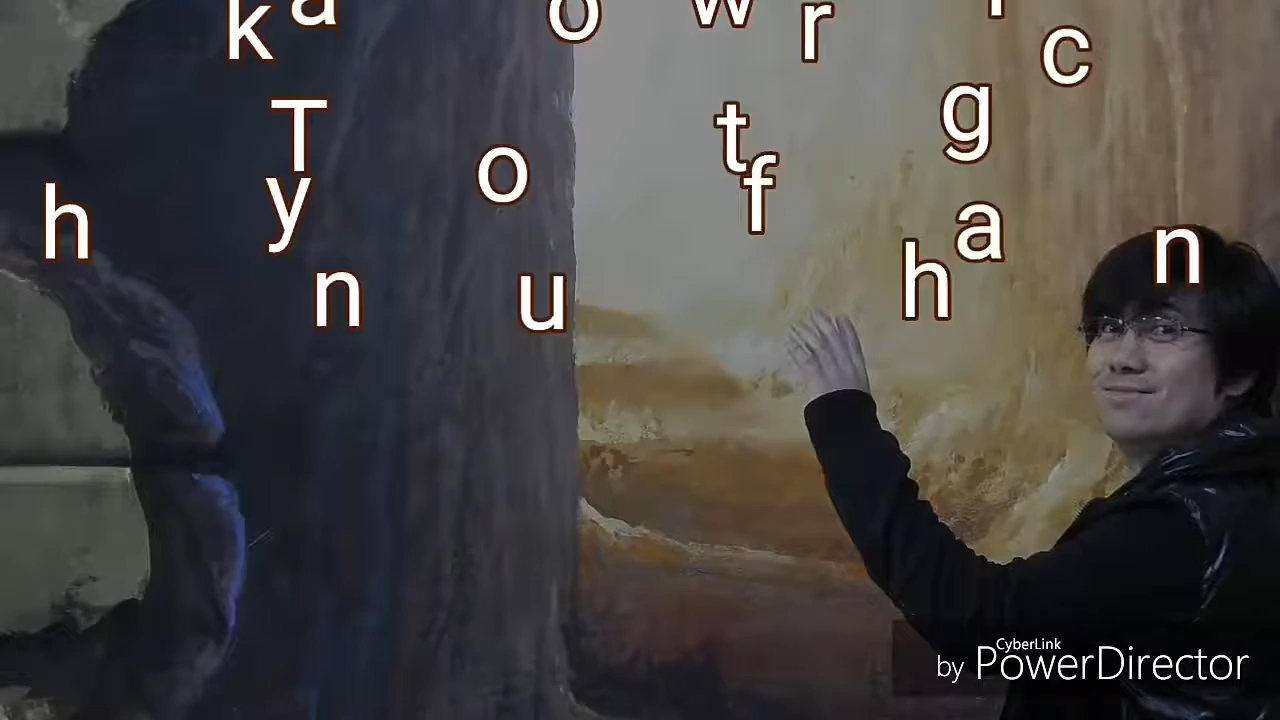 k a o w r i c
T t g
h y o f a n
n u h
CyberLink
by PowerDirector